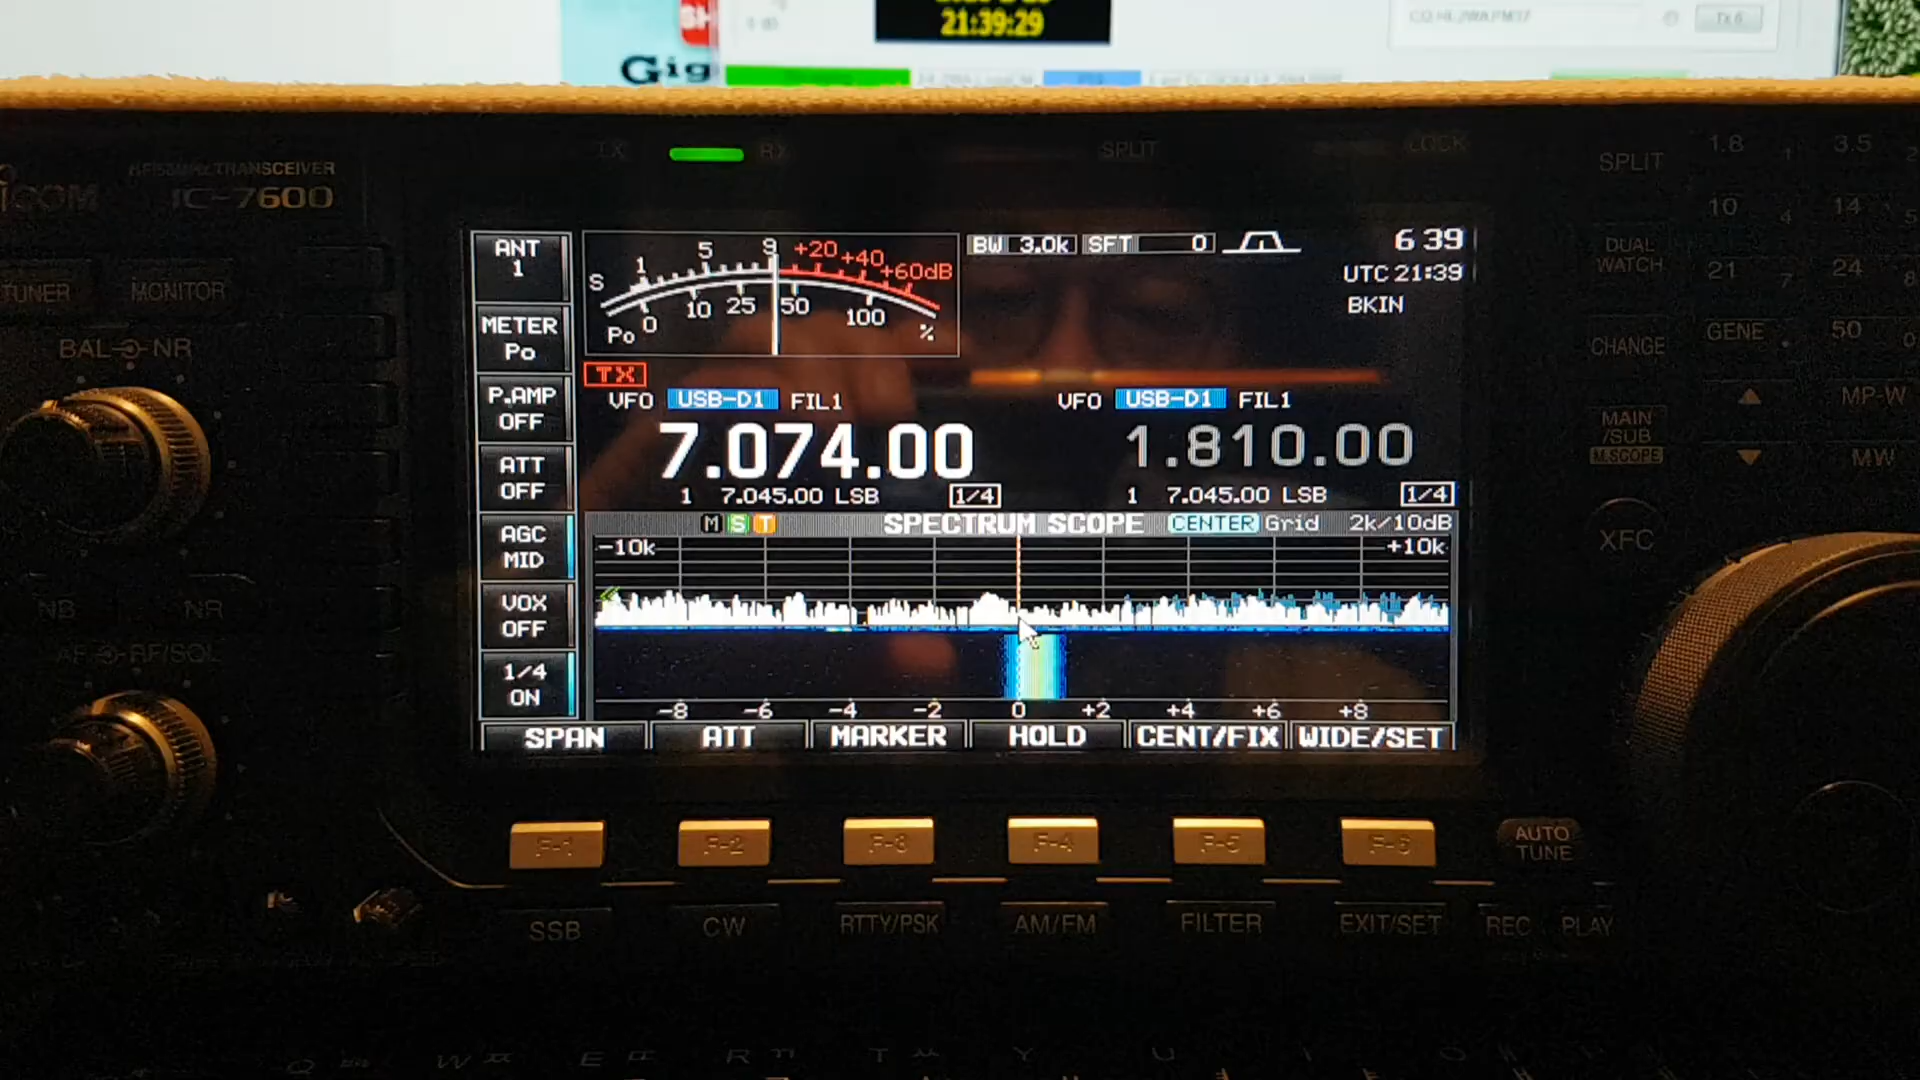 21:39:29
SH
Gig
TX RX SPLIT LOCK
HF/50MHz TRANSCEIVER
ICOM IC-7600
TUNER MONITOR
BAL NR
NB NR
AF RF/SQL
ANT
1
METER
Po
P.AMP
OFF
ATT
OFF
AGC
MID
VOX
OFF
1/4
ON
S 1 5 9 +20 +40 +60dB
Po 0 10 25 50 100 %
BW 3.0k SFT 0
6 39
UTC 21:39
BKIN
TX
VFO USB-D1 FIL1
7.074.00
1 7.045.00 LSB 1/4
VFO USB-D1 FIL1
1.810.00
1 7.045.00 LSB 1/4
M S T SPECTRUM SCOPE CENTER Grid 2k/10dB
-10k +10k
-8 -6 -4 -2 0 +2 +4 +6 +8
SPAN ATT MARKER HOLD CENT/FIX WIDE/SET
F-1 F-2 F-3 F-4 F-5 F-6
AUTO
TUNE
SSB CW RTTY/PSK AM/FM FILTER EXIT/SET REC PLAY
SPLIT
DUAL
WATCH
CHANGE
MAIN
/SUB
M.SCOPE
XFC
1.8 1 3.5 2
10 4 14 5
21 7 24 8
GENE . 50 0
MP-W
MW
Q W E R T Y U I O